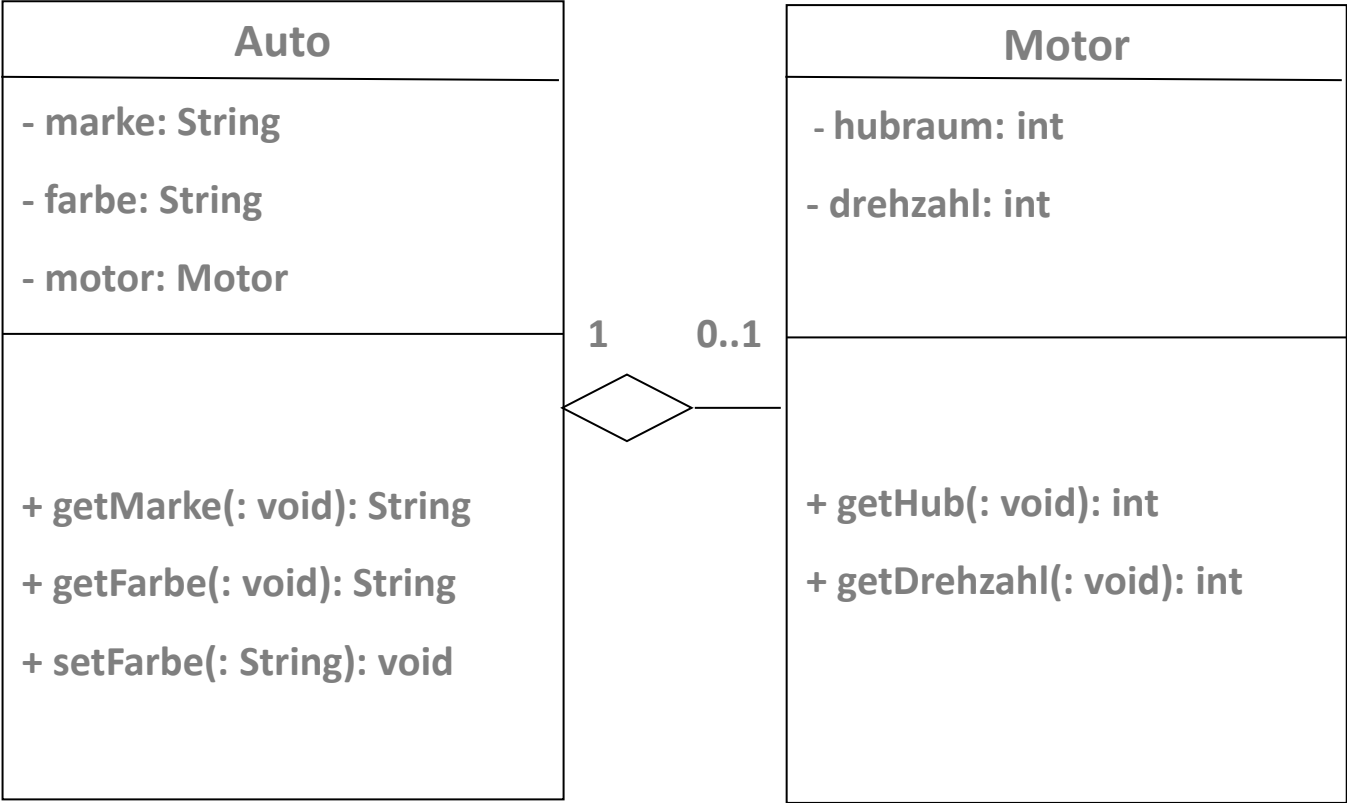 Auto
- marke: String
- farbe: String
- motor: Motor
+ getMarke(: void): String
+ getFarbe(: void): String
+ setFarbe(: String): void
1 0..1
Motor
- hubraum: int
- drehzahl: int
+ getHub(: void): int
+ getDrehzahl(: void): int